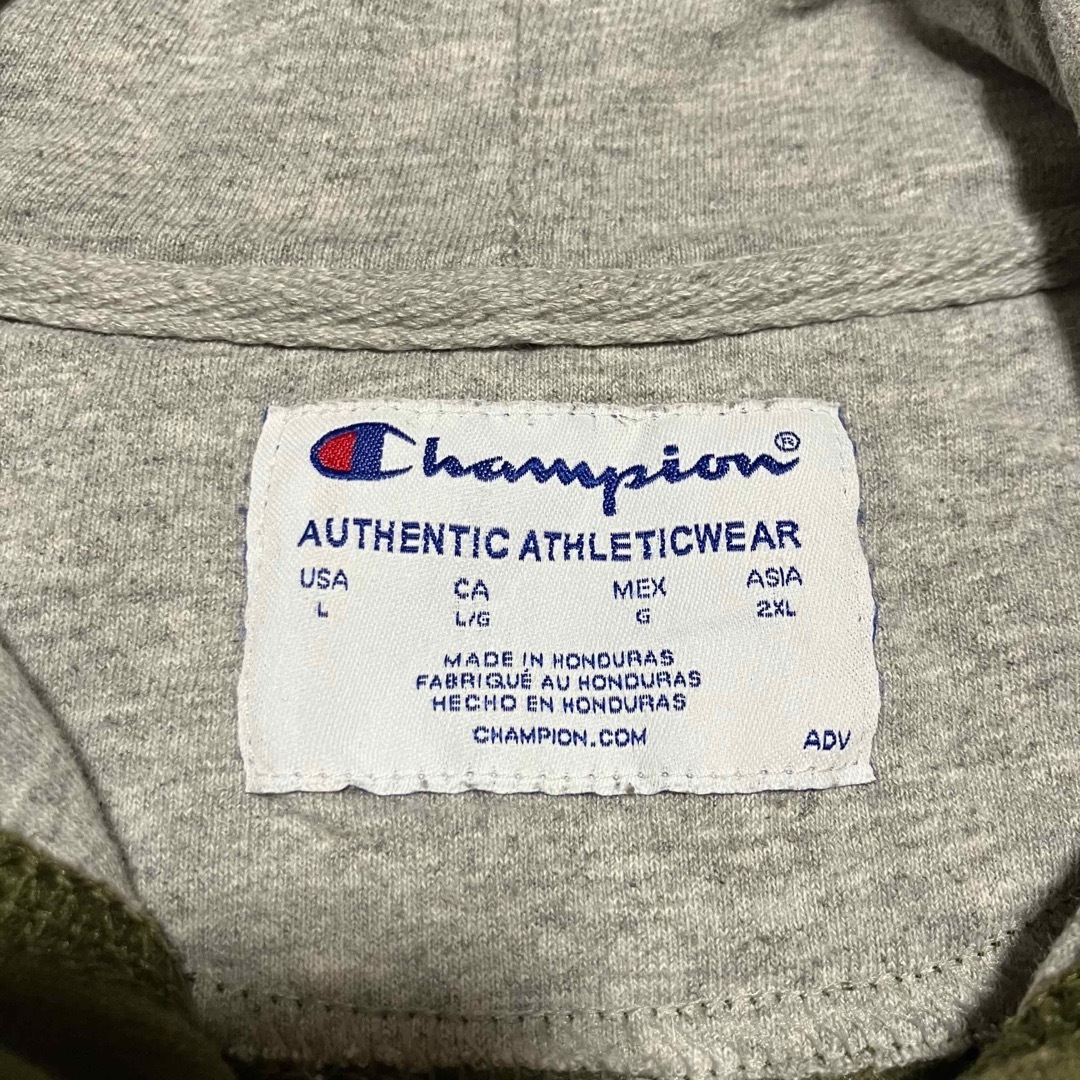 Champion®
AUTHENTIC ATHLETICWEAR
USA CA MEX ASIA
L L/G G 2XL
MADE IN HONDURAS
FABRIQUÉ AU HONDURAS
HECHO EN HONDURAS
CHAMPION.COM ADV